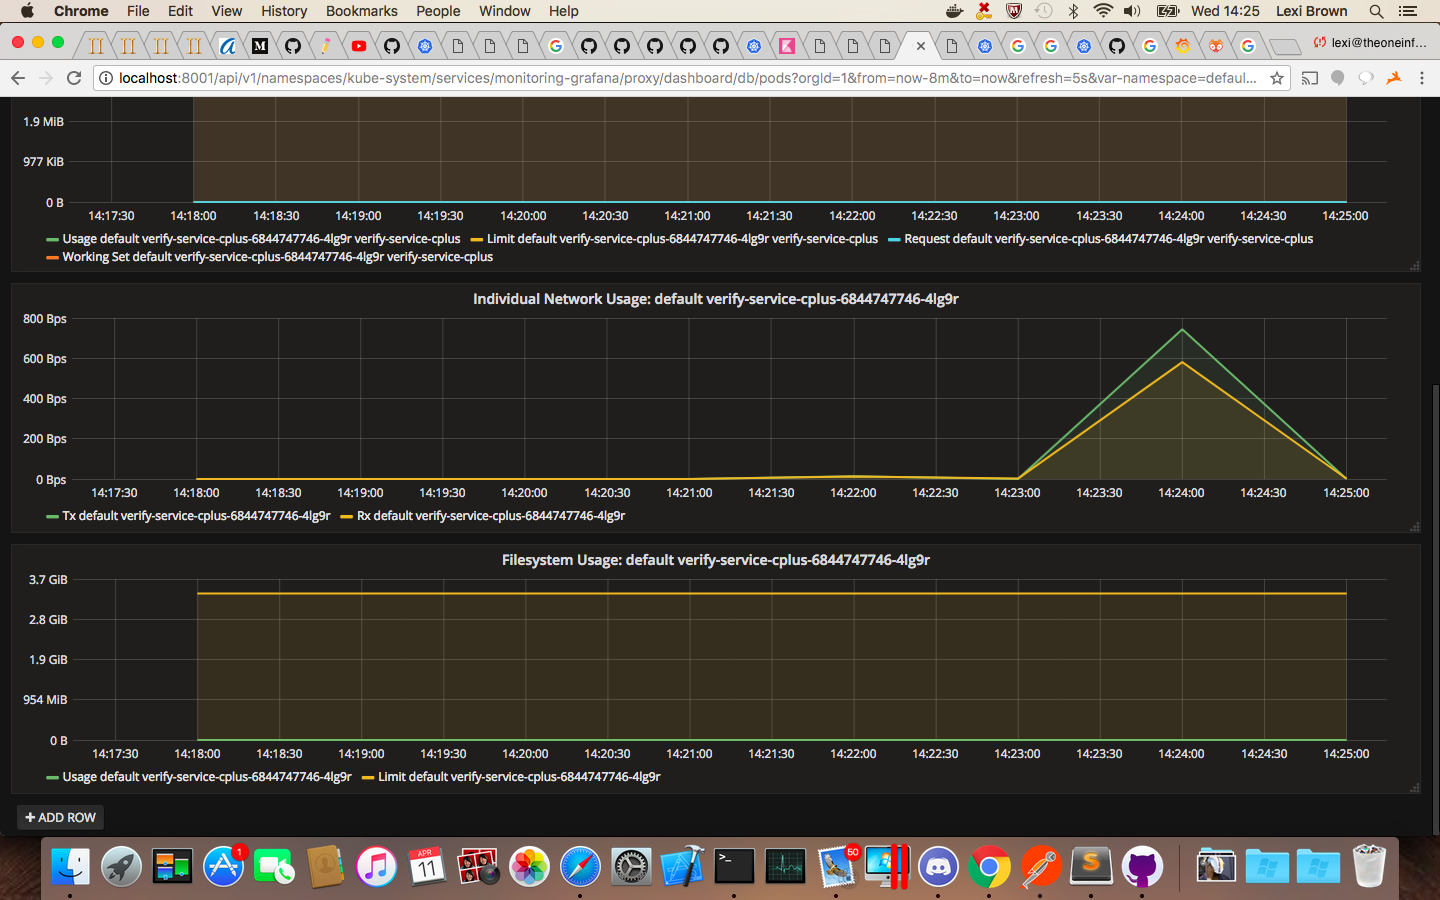 Chrome File Edit View History Bookmarks People Window Help Wed 14:25 Lexi Brown
lexi@theoneinf...
localhost:8001/api/v1/namespaces/kube-system/services/monitoring-grafana/proxy/dashboard/db/pods?orgId=1&from=now-8m&to=now&refresh=5s&var-namespace=defaul...
1.9 MiB
977 KiB
0 B
14:17:30 14:18:00 14:18:30 14:19:00 14:19:30 14:20:00 14:20:30 14:21:00 14:21:30 14:22:00 14:22:30 14:23:00 14:23:30 14:24:00 14:24:30 14:25:00
Usage default verify-service-cplus-6844747746-4lg9r verify-service-cplus Limit default verify-service-cplus-6844747746-4lg9r verify-service-cplus Request default verify-service-cplus-6844747746-4lg9r verify-service-cplus
Working Set default verify-service-cplus-6844747746-4lg9r verify-service-cplus
Individual Network Usage: default verify-service-cplus-6844747746-4lg9r
800 Bps
600 Bps
400 Bps
200 Bps
0 Bps
14:17:30 14:18:00 14:18:30 14:19:00 14:19:30 14:20:00 14:20:30 14:21:00 14:21:30 14:22:00 14:22:30 14:23:00 14:23:30 14:24:00 14:24:30 14:25:00
Tx default verify-service-cplus-6844747746-4lg9r Rx default verify-service-cplus-6844747746-4lg9r
Filesystem Usage: default verify-service-cplus-6844747746-4lg9r
3.7 GiB
2.8 GiB
1.9 GiB
954 MiB
0 B
14:17:30 14:18:00 14:18:30 14:19:00 14:19:30 14:20:00 14:20:30 14:21:00 14:21:30 14:22:00 14:22:30 14:23:00 14:23:30 14:24:00 14:24:30 14:25:00
Usage default verify-service-cplus-6844747746-4lg9r Limit default verify-service-cplus-6844747746-4lg9r
+ ADD ROW
1
APR
11
50